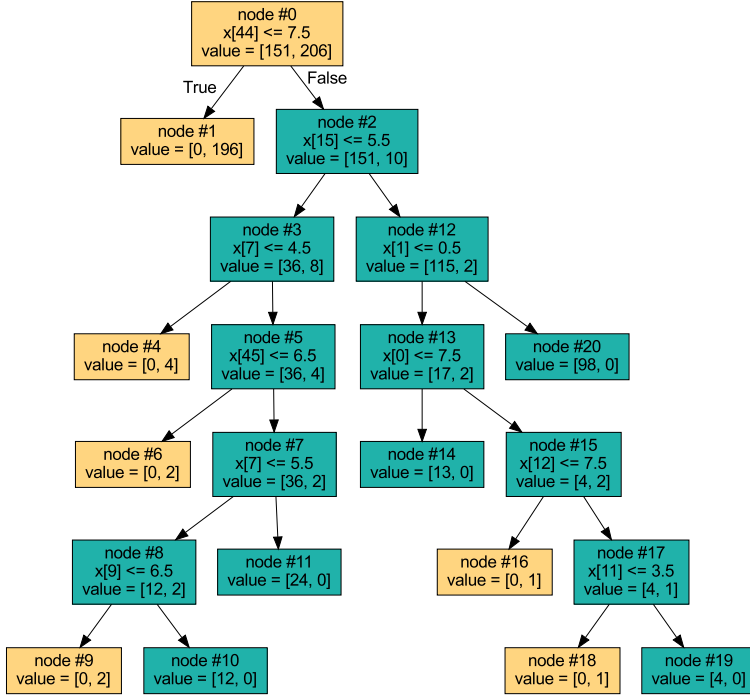 node #0
x[44] <= 7.5
value = [151, 206]
True
False
node #1
value = [0, 196]
node #2
x[15] <= 5.5
value = [151, 10]
node #3
x[7] <= 4.5
value = [36, 8]
node #12
x[1] <= 0.5
value = [115, 2]
node #4
value = [0, 4]
node #5
x[45] <= 6.5
value = [36, 4]
node #13
x[0] <= 7.5
value = [17, 2]
node #20
value = [98, 0]
node #6
value = [0, 2]
node #7
x[7] <= 5.5
value = [36, 2]
node #14
value = [13, 0]
node #15
x[12] <= 7.5
value = [4, 2]
node #8
x[9] <= 6.5
value = [12, 2]
node #11
value = [24, 0]
node #16
value = [0, 1]
node #17
x[11] <= 3.5
value = [4, 1]
node #9
value = [0, 2]
node #10
value = [12, 0]
node #18
value = [0, 1]
node #19
value = [4, 0]